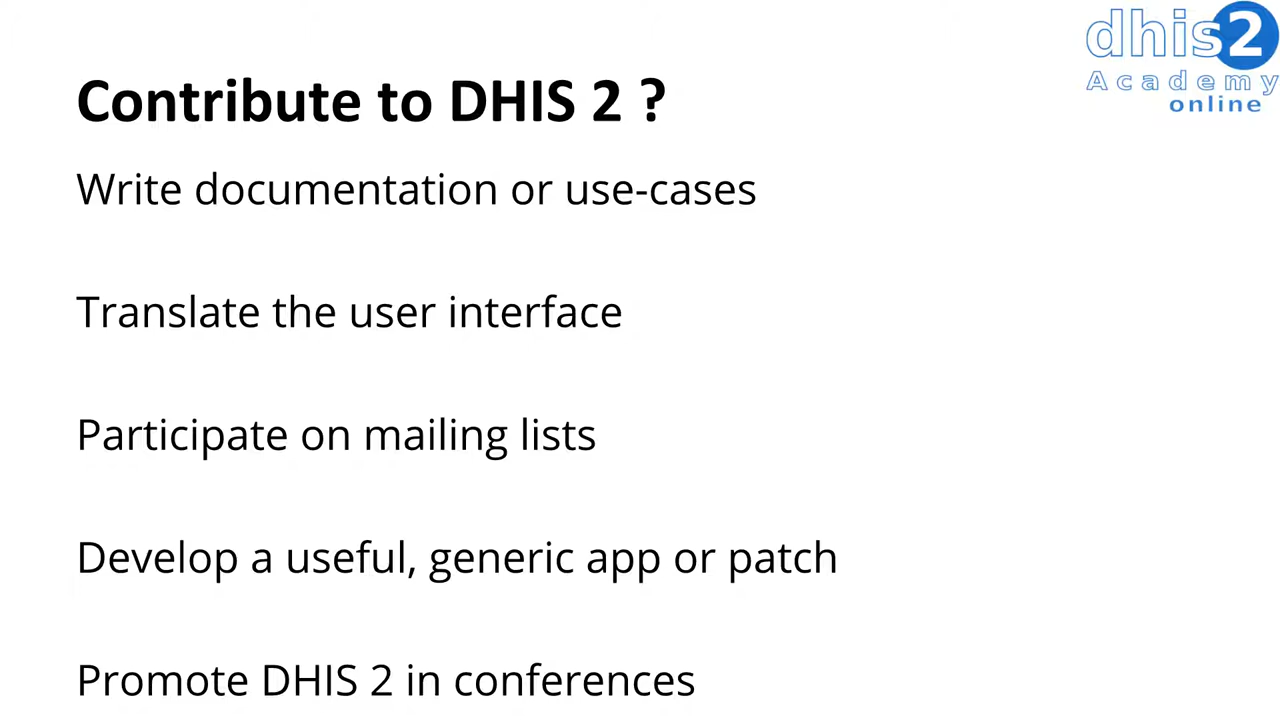 dhis2
Academy
online
Contribute to DHIS 2 ?
Write documentation or use-cases
Translate the user interface
Participate on mailing lists
Develop a useful, generic app or patch
Promote DHIS 2 in conferences